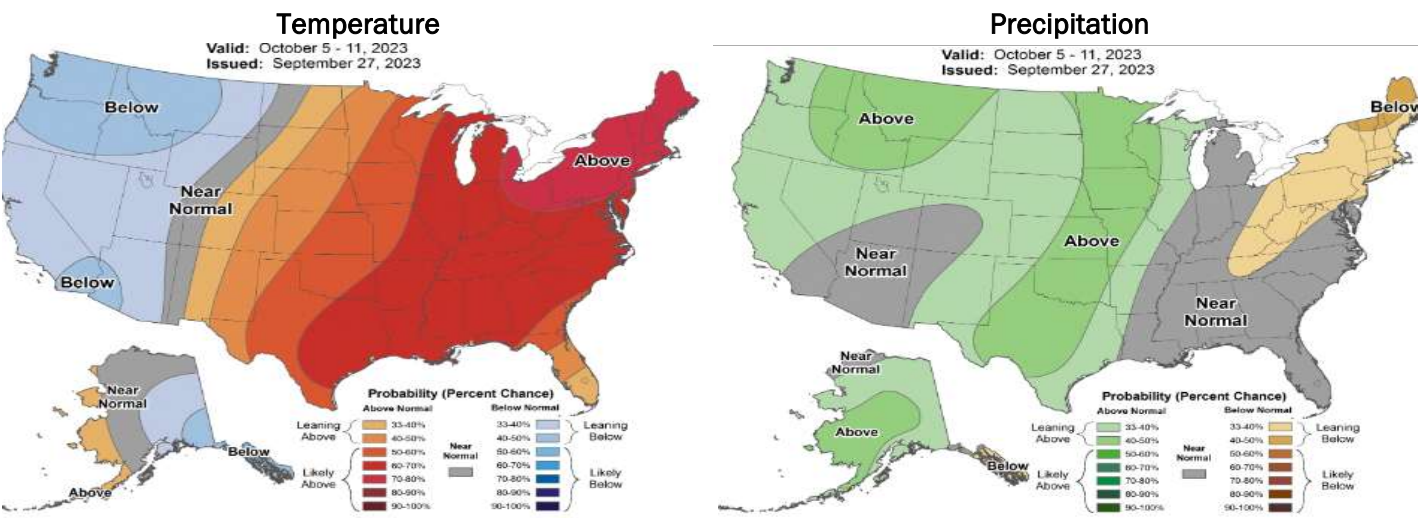 Temperature
Valid: October 5 - 11, 2023
Issued: September 27, 2023
Below
Near
Normal
Above
Below
Near
Normal
Below
Above
Probability (Percent Chance)
Above Normal
Below Normal
Leaning
Above
33-40%
40-50%
Likely
Above
50-60%
60-70%
70-80%
80-90%
90-100%
Near
Normal
33-40%
40-50%
Leaning
Below
50-60%
60-70%
70-80%
80-90%
90-100%
Likely
Below
Precipitation
Valid: October 5 - 11, 2023
Issued: September 27, 2023
Above
Below
Above
Near
Normal
Near
Normal
Near
Normal
Above
Below
Probability (Percent Chance)
Above Normal
Below Normal
Leaning
Above
33-40%
40-50%
Likely
Above
50-60%
60-70%
70-80%
80-90%
90-100%
Near
Normal
33-40%
40-50%
Leaning
Below
50-60%
60-70%
70-80%
80-90%
90-100%
Likely
Below